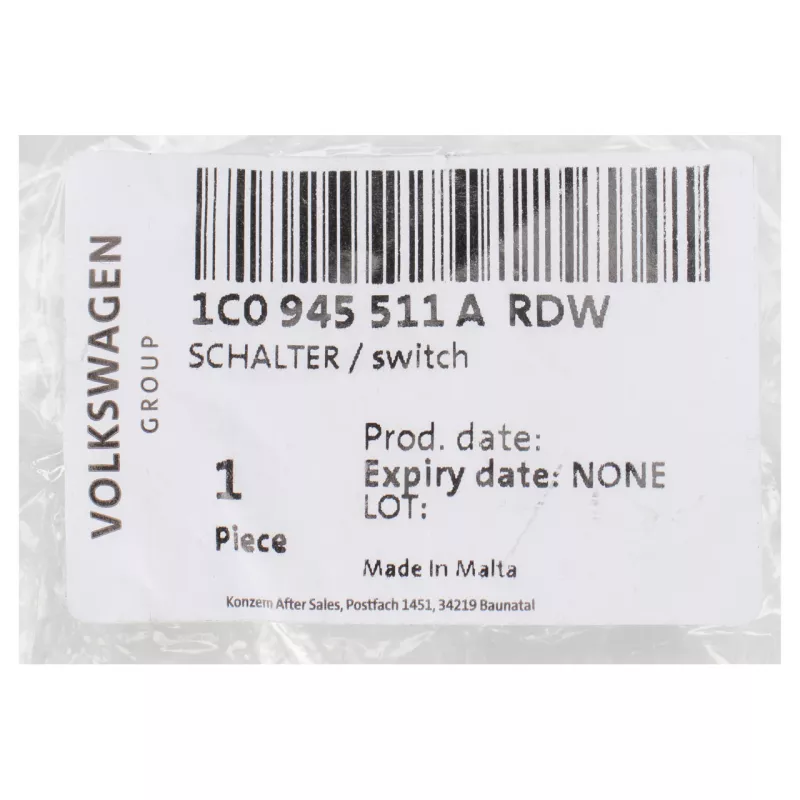 VOLKSWAGEN
GROUP
1C0 945 511 A RDW
SCHALTER / switch
1
Piece
Prod. date:
Expiry date: NONE
LOT:
Made In Malta
Konzern After Sales, Postfach 1451, 34219 Baunatal